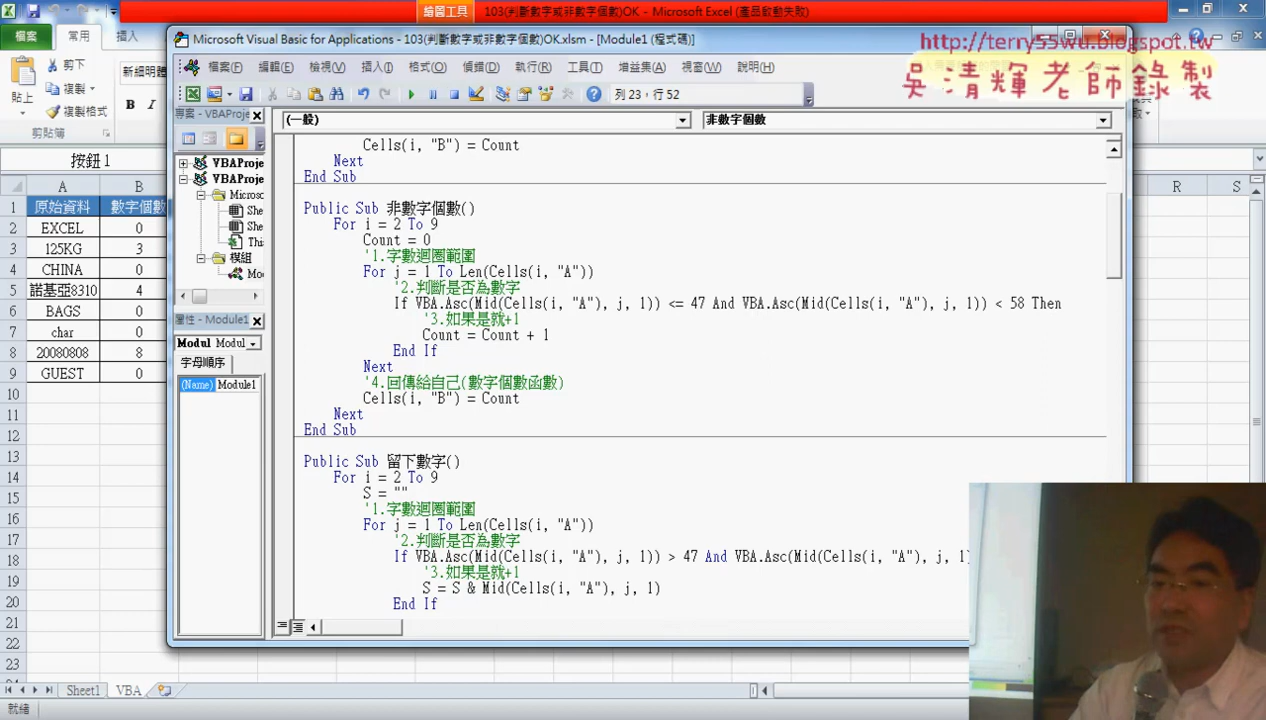 繪圖工具
103(判斷數字或非數字個數)OK - Microsoft Excel (產品啟動失敗)
檔案
常用
插入
貼上
剪下
複製
複製格式
剪貼簿
新細明體
B I
按鈕 1
A B R S
1 原始資料 數字個數
2 EXCEL 0
3 125KG 3
4 CHINA 0
5 諾基亞8310 4
6 BAGS 0
7 char 0
8 20080808 8
9 GUEST 0
10
11
12
13
14
15
16
17
18
19
20
21
22
23
Sheet1 VBA
就緒
Microsoft Visual Basic for Applications - 103(判斷數字或非數字個數)OK.xlsm - [Module1 (程式碼)]
檔案(F) 編輯(E) 檢視(V) 插入(I) 格式(O) 偵錯(D) 執行(R) 工具(T) 增益集(A) 視窗(W) 說明(H)
列 23，行 52
http://terry55wu.blogspot.tw
吳清輝老師錄製
專案 - VBAProje
VBAProje
VBAProje
Microsc
She
She
Thi
模組
Mo
屬性 - Module1
Modul Modul
字母順序
(Name) Module1
(一般) 非數字個數
Cells(i, "B") = Count
Next
End Sub
Public Sub 非數字個數()
For i = 2 To 9
Count = 0
'1.字數迴圈範圍
For j = 1 To Len(Cells(i, "A"))
'2.判斷是否為數字
If VBA.Asc(Mid(Cells(i, "A"), j, 1)) <= 47 And VBA.Asc(Mid(Cells(i, "A"), j, 1)) < 58 Then
'3.如果是就+1
Count = Count + 1
End If
Next
'4.回傳給自己(數字個數函數)
Cells(i, "B") = Count
Next
End Sub
Public Sub 留下數字()
For i = 2 To 9
S = ""
'1.字數迴圈範圍
For j = 1 To Len(Cells(i, "A"))
'2.判斷是否為數字
If VBA.Asc(Mid(Cells(i, "A"), j, 1)) > 47 And VBA.Asc(Mid(Cells(i, "A"), j, 1)
'3.如果是就+1
S = S & Mid(Cells(i, "A"), j, 1)
End If